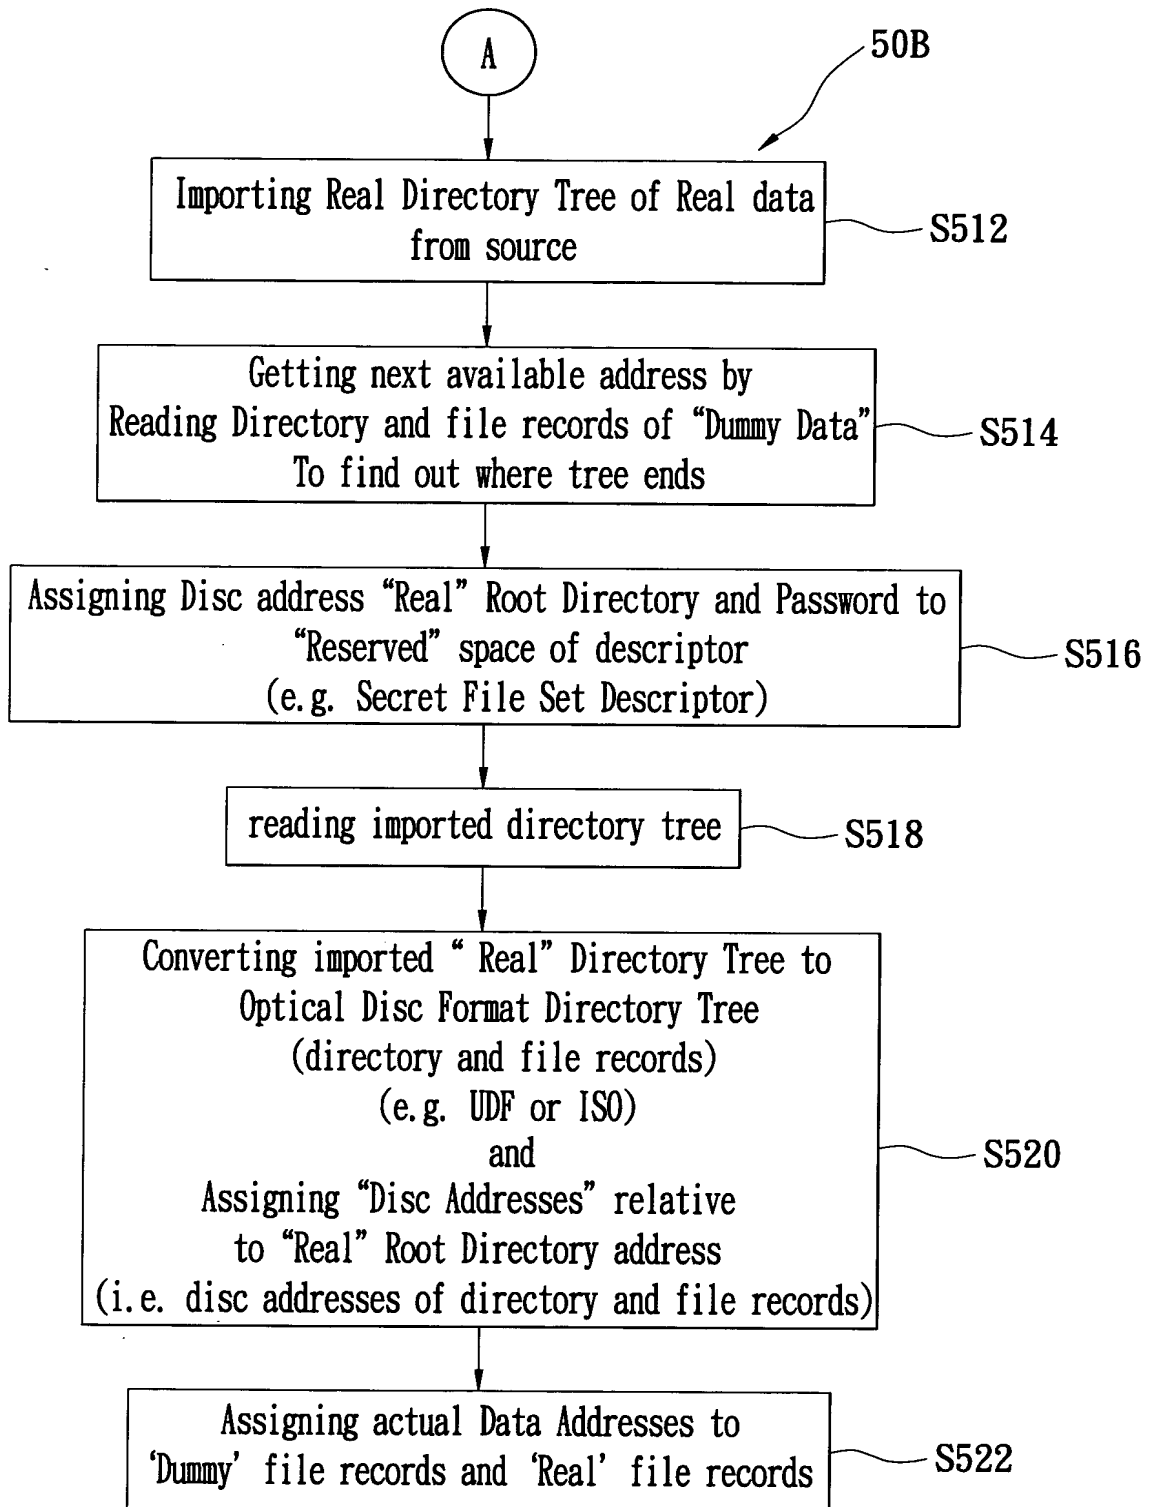 A
50B
Importing Real Directory Tree of Real data
from source
S512
Getting next available address by
Reading Directory and file records of “Dummy Data”
To find out where tree ends
S514
Assigning Disc address “Real” Root Directory and Password to
“Reserved” space of descriptor
(e.g. Secret File Set Descriptor)
S516
reading imported directory tree
S518
Converting imported “ Real” Directory Tree to
Optical Disc Format Directory Tree
(directory and file records)
(e.g. UDF or ISO)
and
Assigning “Disc Addresses” relative
to “Real” Root Directory address
(i.e. disc addresses of directory and file records)
S520
Assigning actual Data Addresses to
‘Dummy’ file records and ‘Real’ file records
S522